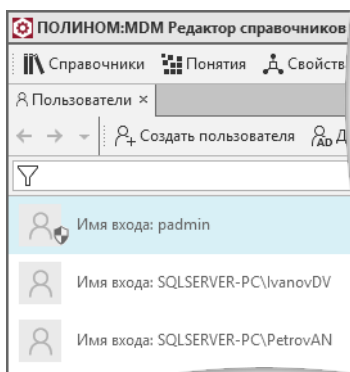 ПОЛИНОМ:MDM Редактор справочников
Справочники Понятия Свойств
Пользователи ×
Создать пользователя AD Д
Имя входа: padmin
Имя входа: SQLSERVER-PC\IvanovDV
Имя входа: SQLSERVER-PC\PetrovAN